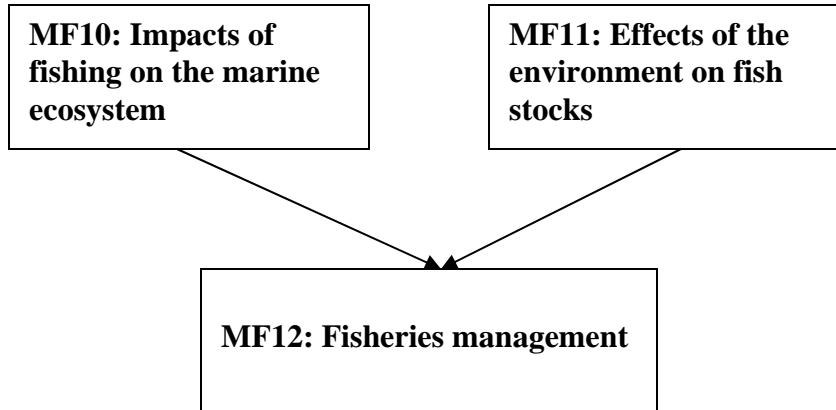 MF10: Impacts of
fishing on the marine
ecosystem
MF11: Effects of the
environment on fish
stocks
MF12: Fisheries management